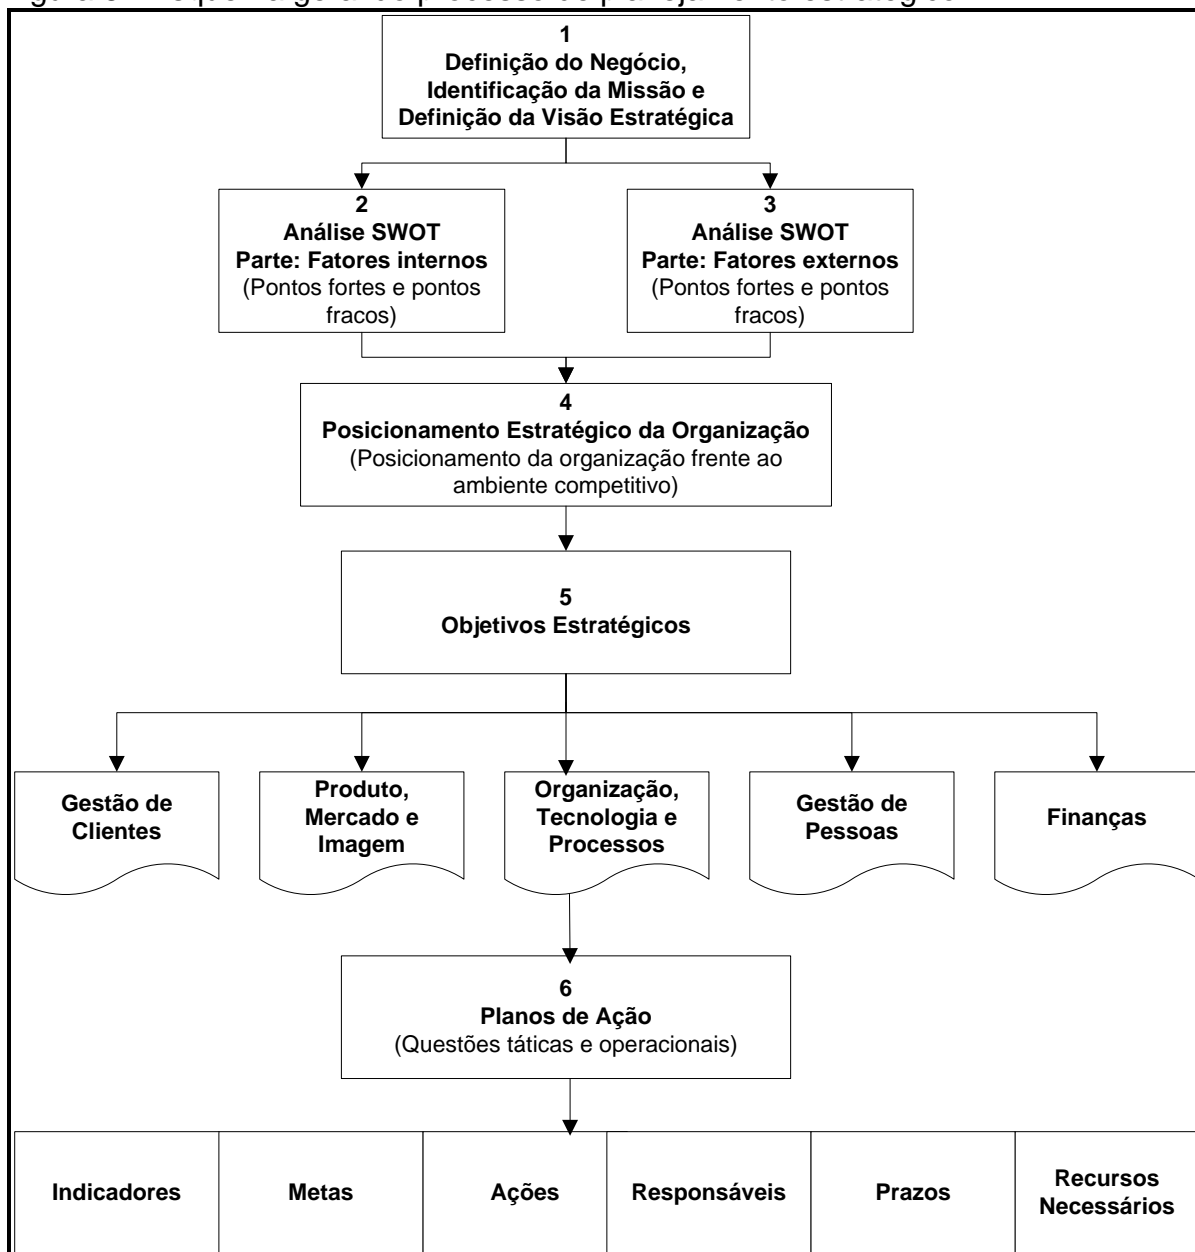 1
Definição do Negócio,
Identificação da Missão e
Definição da Visão Estratégica
2
Análise SWOT
Parte: Fatores internos
(Pontos fortes e pontos
fracos)
3
Análise SWOT
Parte: Fatores externos
(Pontos fortes e pontos
fracos)
4
Posicionamento Estratégico da Organização
(Posicionamento da organização frente ao
ambiente competitivo)
5
Objetivos Estratégicos
Gestão de
Clientes
Produto,
Mercado e
Imagem
Organização,
Tecnologia e
Processos
Gestão de
Pessoas
Finanças
6
Planos de Ação
(Questões táticas e operacionais)
Indicadores
Metas
Ações
Responsáveis
Prazos
Recursos
Necessários